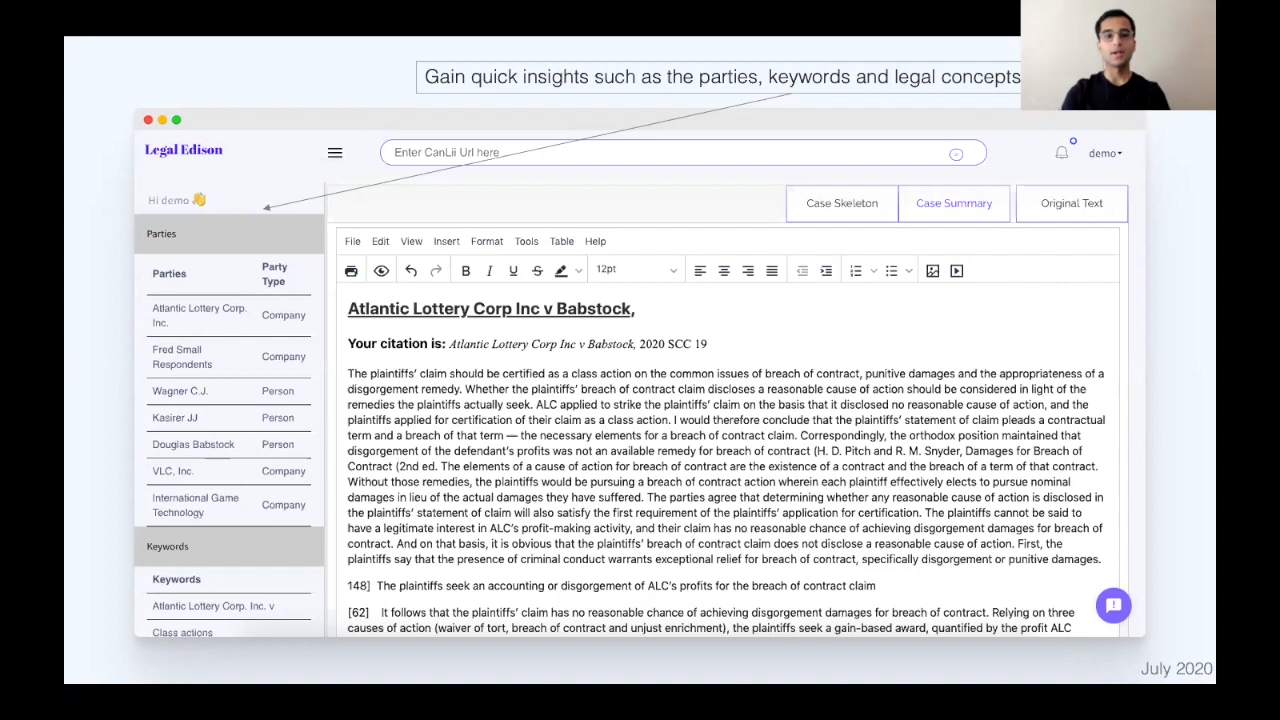 Gain quick insights such as the parties, keywords and legal concepts
Legal Edison
Enter CanLii Url here
demo
Hi demo 👋
Case Skeleton
Case Summary
Original Text
Parties
File Edit View Insert Format Tools Table Help
Parties
Party Type
B I U S
12pt
Atlantic Lottery Corp. Inc.
Company
Fred Small Respondents
Company
Wagner C.J.
Person
Kasirer JJ
Person
Douglas Babstock
Person
VLC, Inc.
Company
International Game Technology
Company
Keywords
Keywords
Atlantic Lottery Corp. Inc. v
Class actions
Atlantic Lottery Corp Inc v Babstock,
Your citation is: Atlantic Lottery Corp Inc v Babstock, 2020 SCC 19
The plaintiffs’ claim should be certified as a class action on the common issues of breach of contract, punitive damages and the appropriateness of a
disgorgement remedy. Whether the plaintiffs’ breach of contract claim discloses a reasonable cause of action should be considered in light of the
remedies the plaintiffs actually seek. ALC applied to strike the plaintiffs’ claim on the basis that it disclosed no reasonable cause of action, and the
plaintiffs applied for certification of their claim as a class action. I would therefore conclude that the plaintiffs’ statement of claim pleads a contractual
term and a breach of that term — the necessary elements for a breach of contract claim. Correspondingly, the orthodox position maintained that
disgorgement of the defendant’s profits was not an available remedy for breach of contract (H. D. Pitch and R. M. Snyder, Damages for Breach of
Contract (2nd ed. The elements of a cause of action for breach of contract are the existence of a contract and the breach of a term of that contract.
Without those remedies, the plaintiffs would be pursuing a breach of contract action wherein each plaintiff effectively elects to pursue nominal
damages in lieu of the actual damages they have suffered. The parties agree that determining whether any reasonable cause of action is disclosed in
the plaintiffs’ statement of claim will also satisfy the first requirement of the plaintiffs’ application for certification. The plaintiffs cannot be said to
have a legitimate interest in ALC’s profit-making activity, and their claim has no reasonable chance of achieving disgorgement damages for breach of
contract. And on that basis, it is obvious that the plaintiffs’ breach of contract claim does not disclose a reasonable cause of action. First, the
plaintiffs say that the presence of criminal conduct warrants exceptional relief for breach of contract, specifically disgorgement or punitive damages.
148] The plaintiffs seek an accounting or disgorgement of ALC’s profits for the breach of contract claim
[62] It follows that the plaintiffs’ claim has no reasonable chance of achieving disgorgement damages for breach of contract. Relying on three
causes of action (waiver of tort, breach of contract and unjust enrichment), the plaintiffs seek a gain-based award, quantified by the profit ALC
July 2020